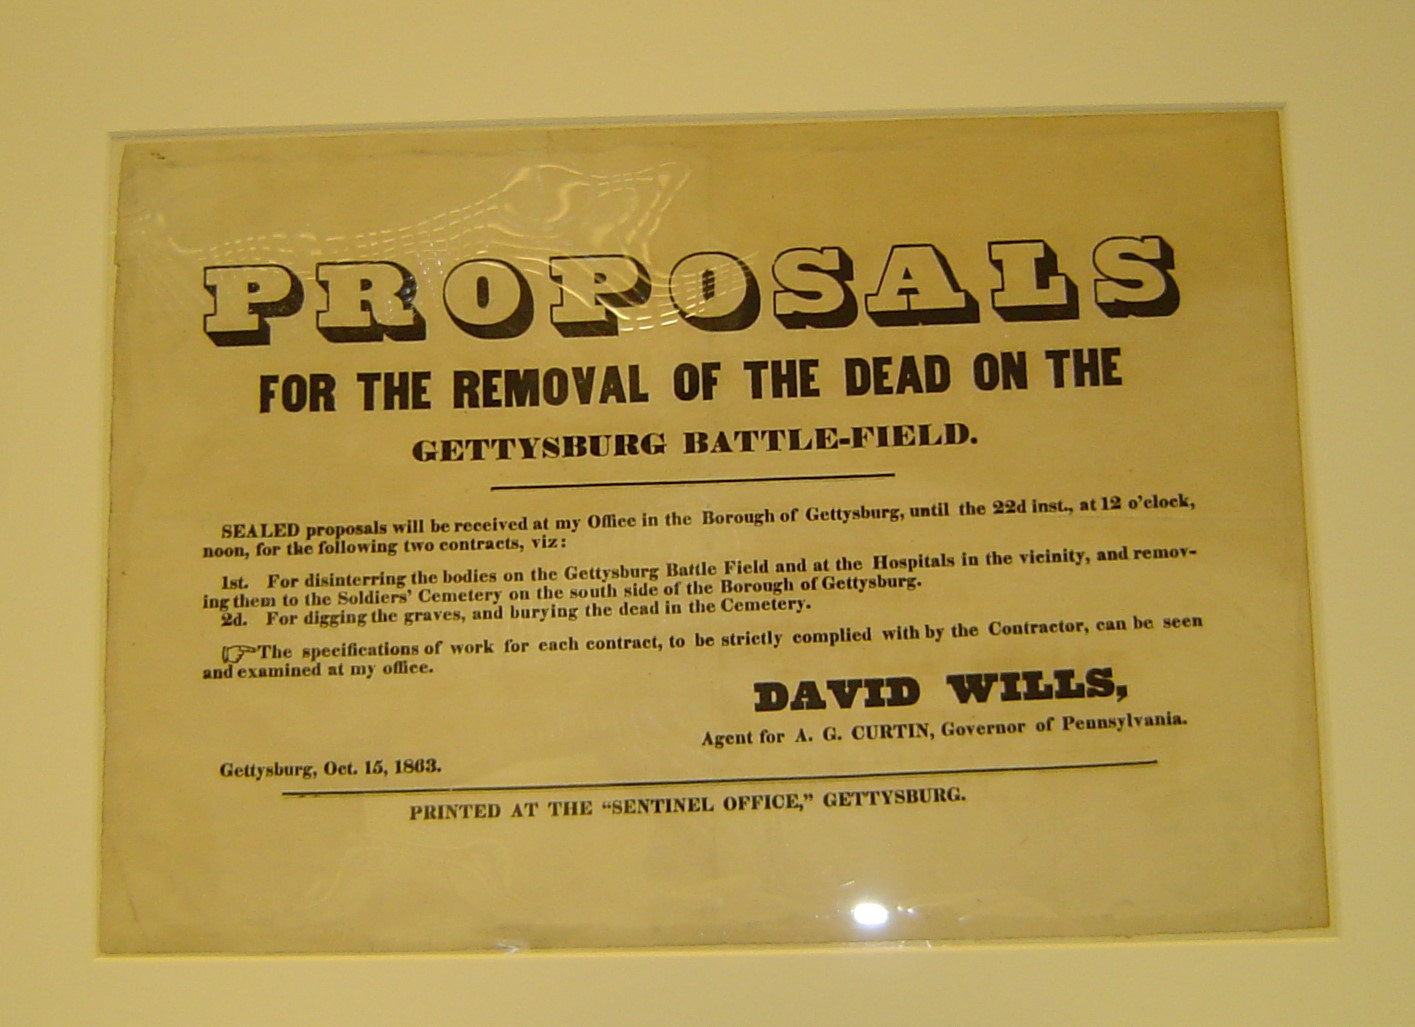 PROPOSALS
FOR THE REMOVAL OF THE DEAD ON THE
GETTYSBURG BATTLE-FIELD.
SEALED proposals will be received at my Office in the Borough of Gettysburg, until the 22d inst., at 12 o'clock,
noon, for the following two contracts, viz:
1st. For disinterring the bodies on the Gettysburg Battle Field and at the Hospitals in the vicinity, and remov-
ing them to the Soldiers' Cemetery on the south side of the Borough of Gettysburg.
2d. For digging the graves, and burying the dead in the Cemetery.
☞The specifications of work for each contract, to be strictly complied with by the Contractor, can be seen
and examined at my office.
DAVID WILLS,
Agent for A. G. CURTIN, Governor of Pennsylvania.
Gettysburg, Oct. 15, 1863.
PRINTED AT THE “SENTINEL OFFICE,” GETTYSBURG.